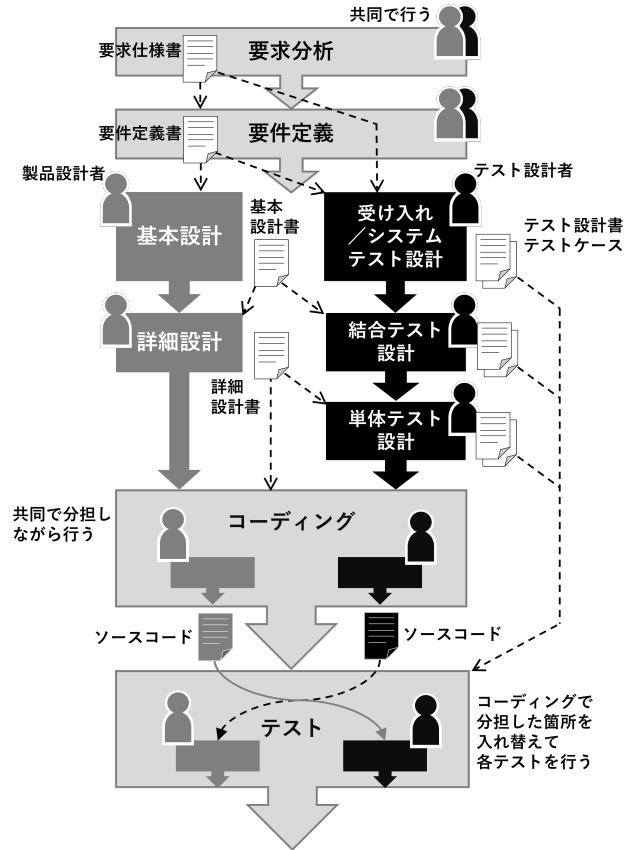 共同で行う
要求仕様書
要求分析
要件定義書
要件定義
製品設計者
テスト設計者
基本設計
基本
設計書
受け入れ
／システム
テスト設計
テスト設計書
テストケース
詳細設計
結合テスト
設計
詳細
設計書
単体テスト
設計
共同で分担し
ながら行う
コーディング
ソースコード
ソースコード
テスト
コーディングで
分担した箇所を
入れ替えて
各テストを行う